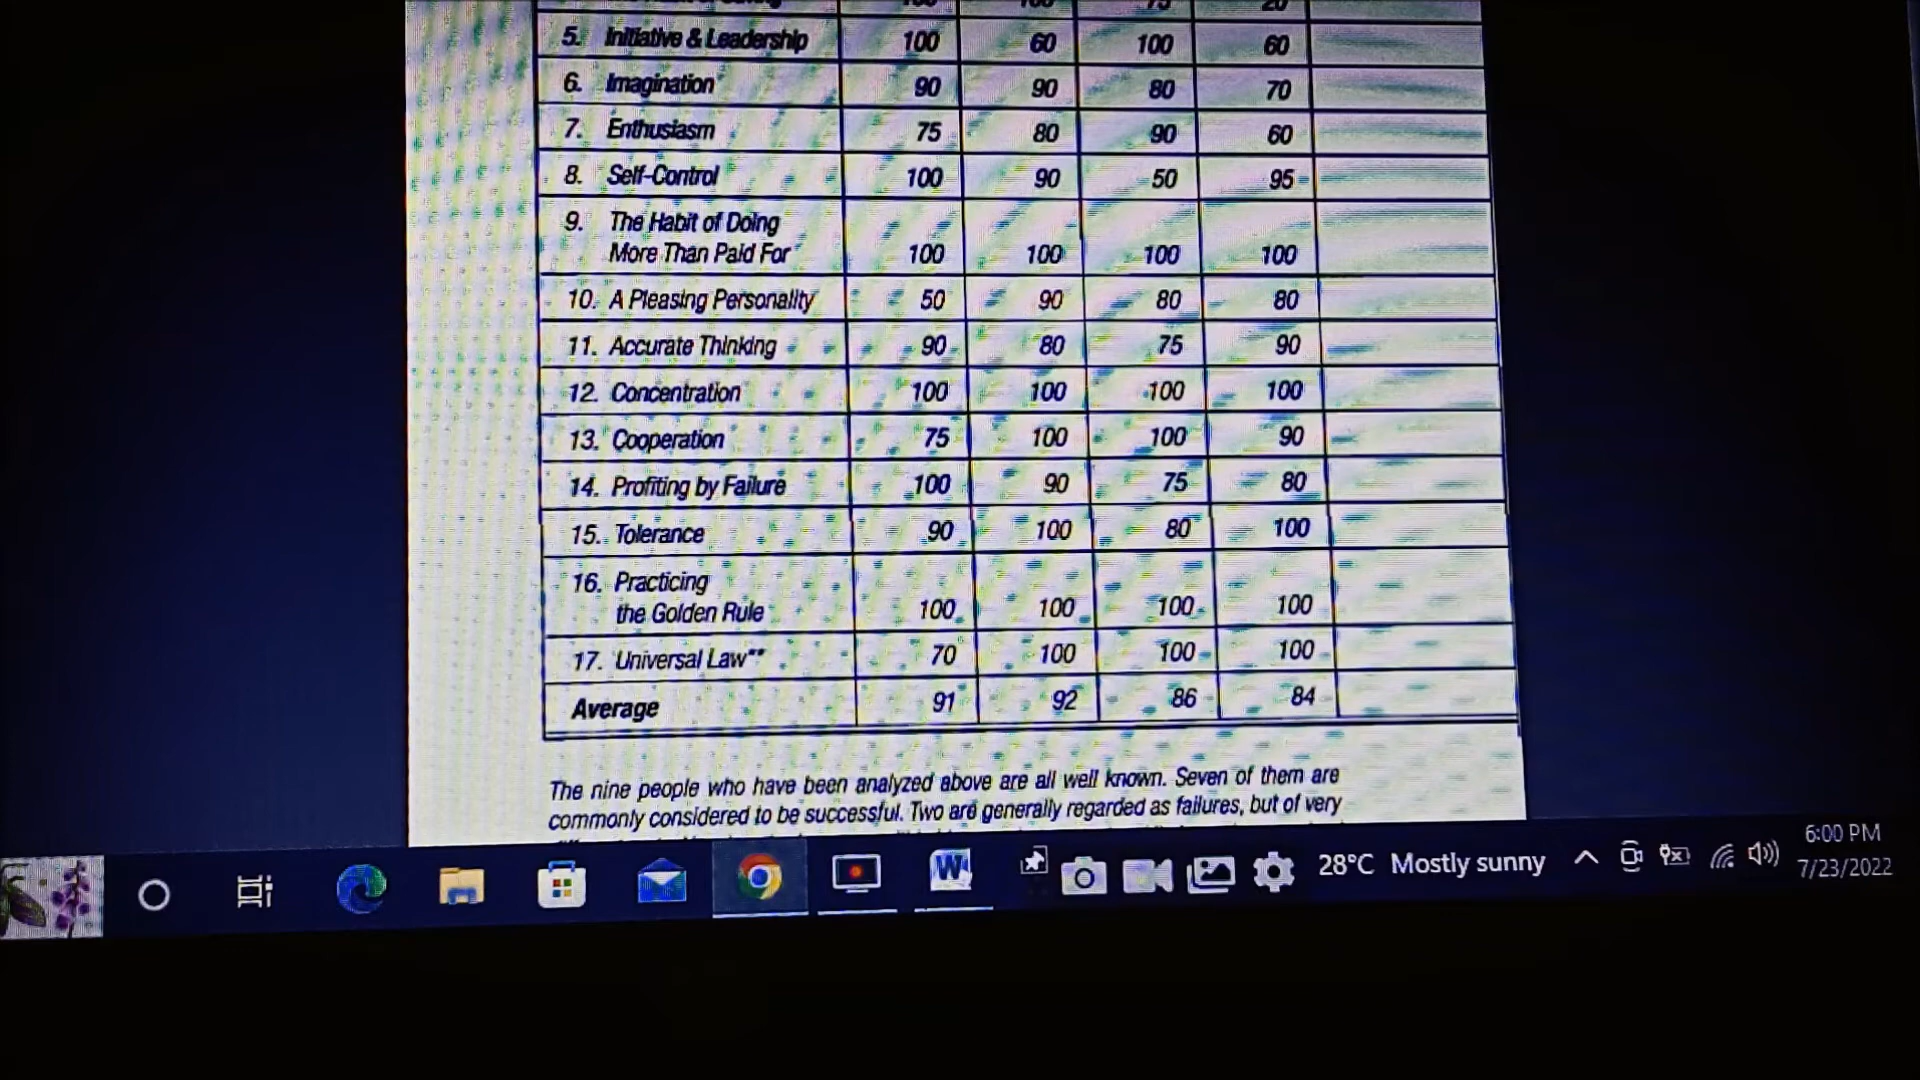 5. Initiative & Leadership 100 60 100 60
6. Imagination 90 90 80 70
7. Enthusiasm 75 80 90 60
8. Self-Control 100 90 50 95
9. The Habit of Doing
More Than Paid For 100 100 100 100
10. A Pleasing Personality 50 90 80 80
11. Accurate Thinking 90 80 75 90
12. Concentration 100 100 100 100
13. Cooperation 75 100 100 90
14. Profiting by Failure 100 90 75 80
15. Tolerance 90 100 80 100
16. Practicing
the Golden Rule 100 100 100 100
17. Universal Law** 70 100 100 100
Average 91 92 86 84
The nine people who have been analyzed above are all well known. Seven of them are
commonly considered to be successful. Two are generally regarded as failures, but of very
28°C Mostly sunny
6:00 PM
7/23/2022